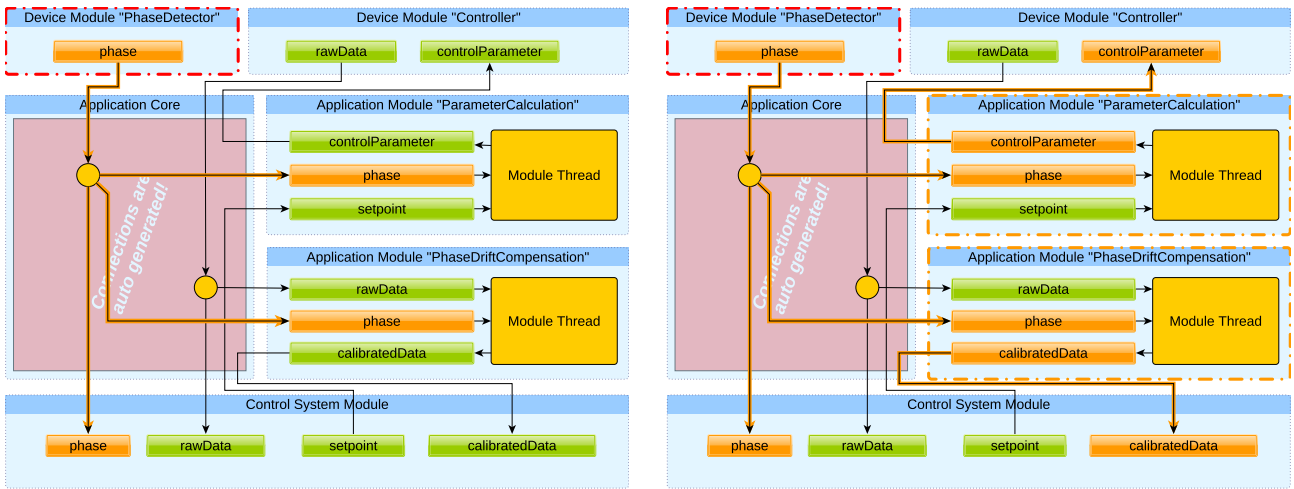 Device Module "PhaseDetector"
phase
Device Module "Controller"
rawData
controlParameter
Application Core
Connections are
auto generated!
Application Module "ParameterCalculation"
controlParameter
phase
setpoint
Module Thread
Application Module "PhaseDriftCompensation"
rawData
phase
calibratedData
Module Thread
Control System Module
phase
rawData
setpoint
calibratedData
Device Module "PhaseDetector"
phase
Device Module "Controller"
rawData
controlParameter
Application Core
Connections are
auto generated!
Application Module "ParameterCalculation"
controlParameter
phase
setpoint
Module Thread
Application Module "PhaseDriftCompensation"
rawData
phase
calibratedData
Module Thread
Control System Module
phase
rawData
setpoint
calibratedData